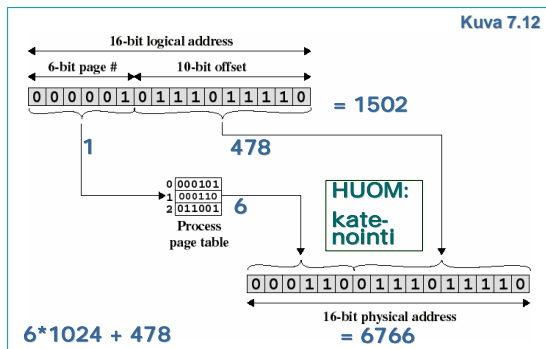 Kuva 7.12
16-bit logical address
6-bit page # 10-bit offset
0 0 0 0 0 1 0 1 1 1 0 1 1 1 1 0
= 1502
1 478
0 000101
1 000110
2 011001
6
Process
page table
HUOM:
kate-
nointi
0 0 0 1 1 0 0 1 1 1 0 1 1 1 1 0
16-bit physical address
6*1024 + 478 = 6766